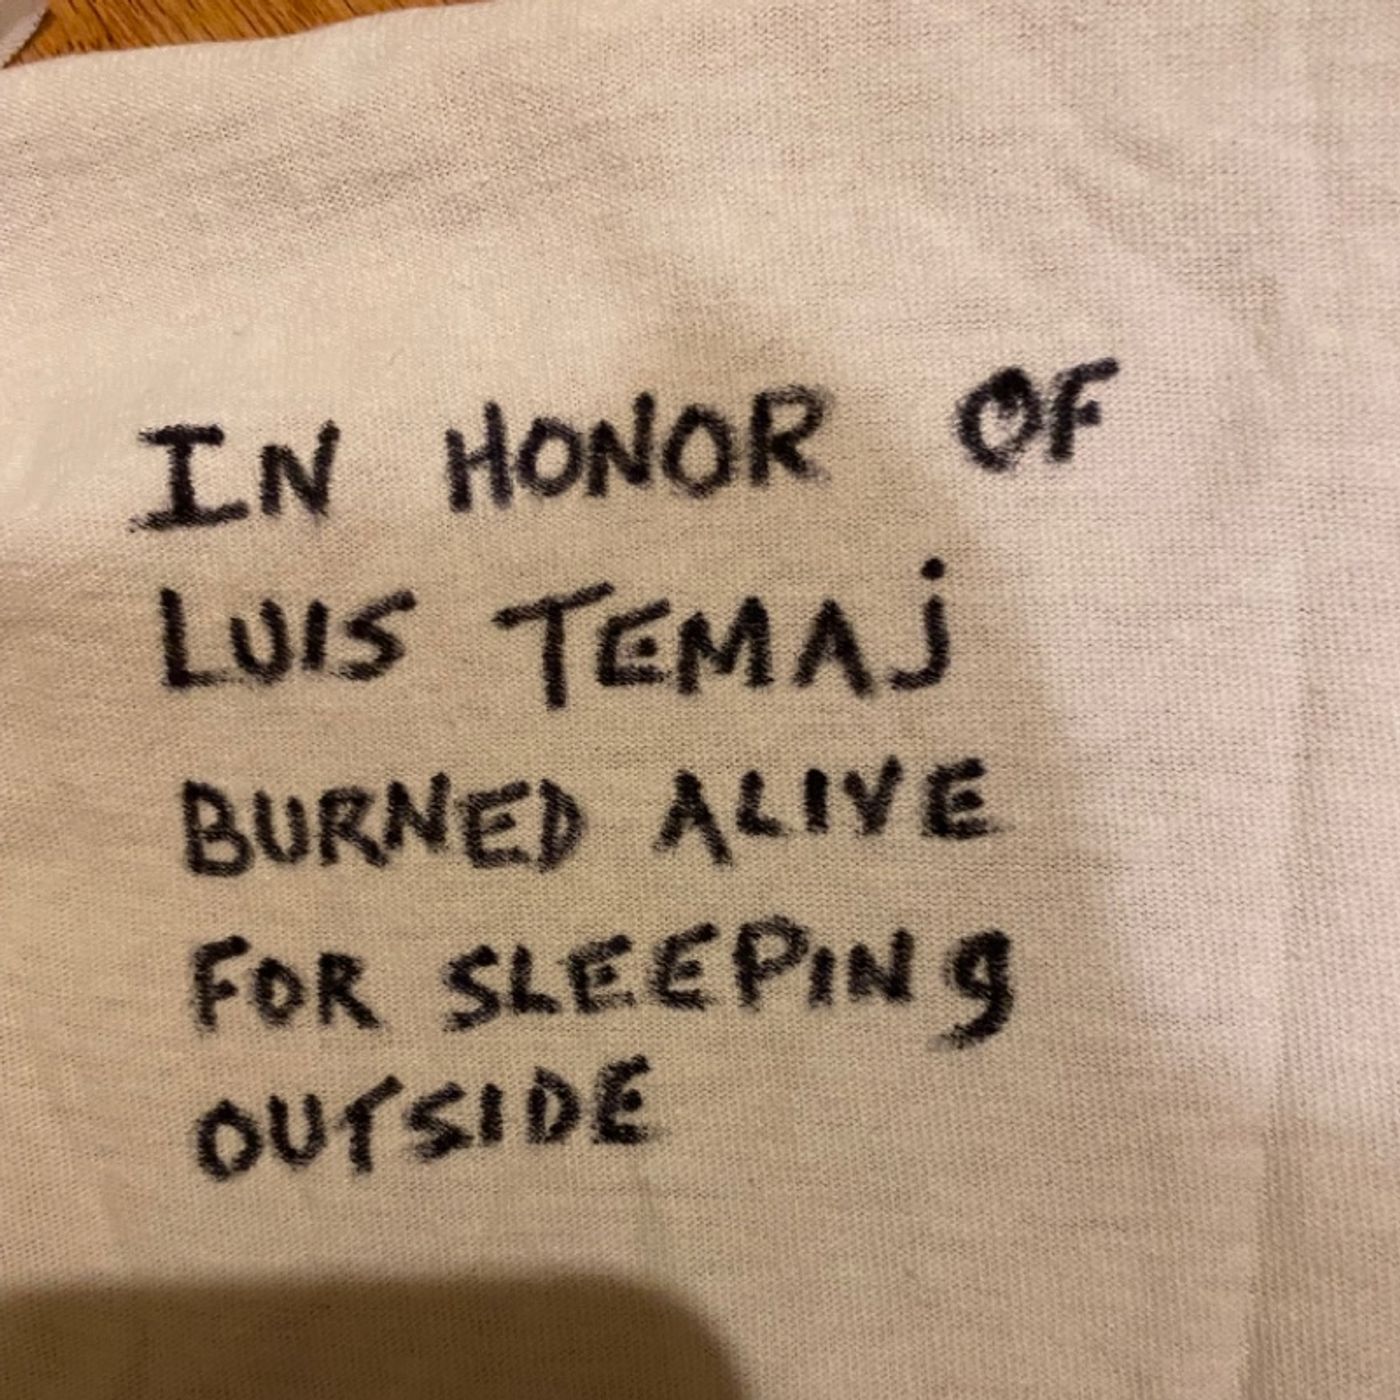 IN HONOR OF
LUIS TEMAJ
BURNED ALIVE
FOR SLEEPING
OUTSIDE